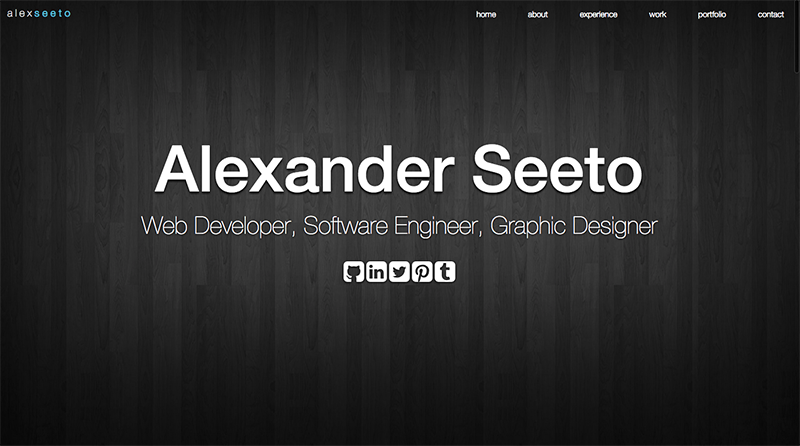 alexseeto
home about experience work portfolio contact
Alexander Seeto
Web Developer, Software Engineer, Graphic Designer